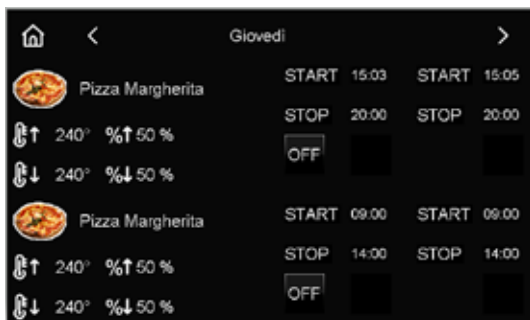 Giovedì
Pizza Margherita
START 15:03 START 15:05
STOP 20:00 STOP 20:00
240° % 50 %
OFF
240° % 50 %
Pizza Margherita
START 09:00 START 09:00
STOP 14:00 STOP 14:00
240° % 50 %
OFF
240° % 50 %